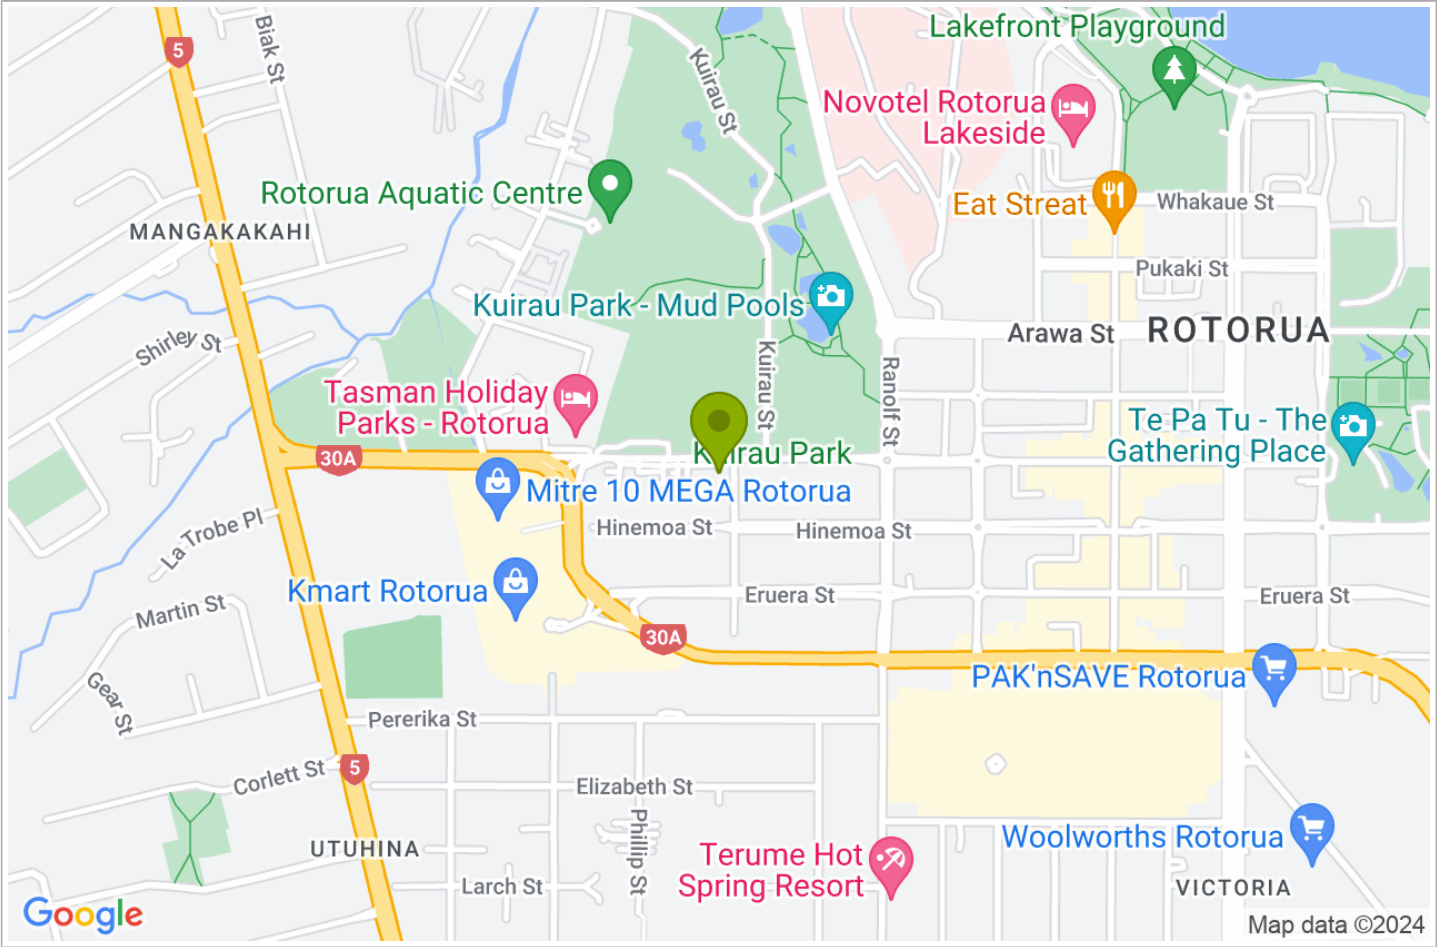 Lakefront Playground
5
Biak St
Kuirau St
Novotel Rotorua
Lakeside
Rotorua Aquatic Centre
Eat Streat
Whakaue St
MANGAKAKAHI
Pukaki St
Kuirau Park - Mud Pools
Arawa St
ROTORUA
Shirley St
Kuirau St
Ranolf St
Tasman Holiday
Parks - Rotorua
Te Pa Tu - The
Gathering Place
30A
Kuirau Park
Mitre 10 MEGA Rotorua
La Trobe Pl
Hinemoa St
Hinemoa St
Kmart Rotorua
Eruera St
Eruera St
Martin St
30A
PAK'nSAVE Rotorua
Gear St
Pererika St
5
Corlett St
Elizabeth St
Phillip St
UTUHINA
Woolworths Rotorua
Terume Hot
Spring Resort
Larch St
VICTORIA
Google
Map data ©2024